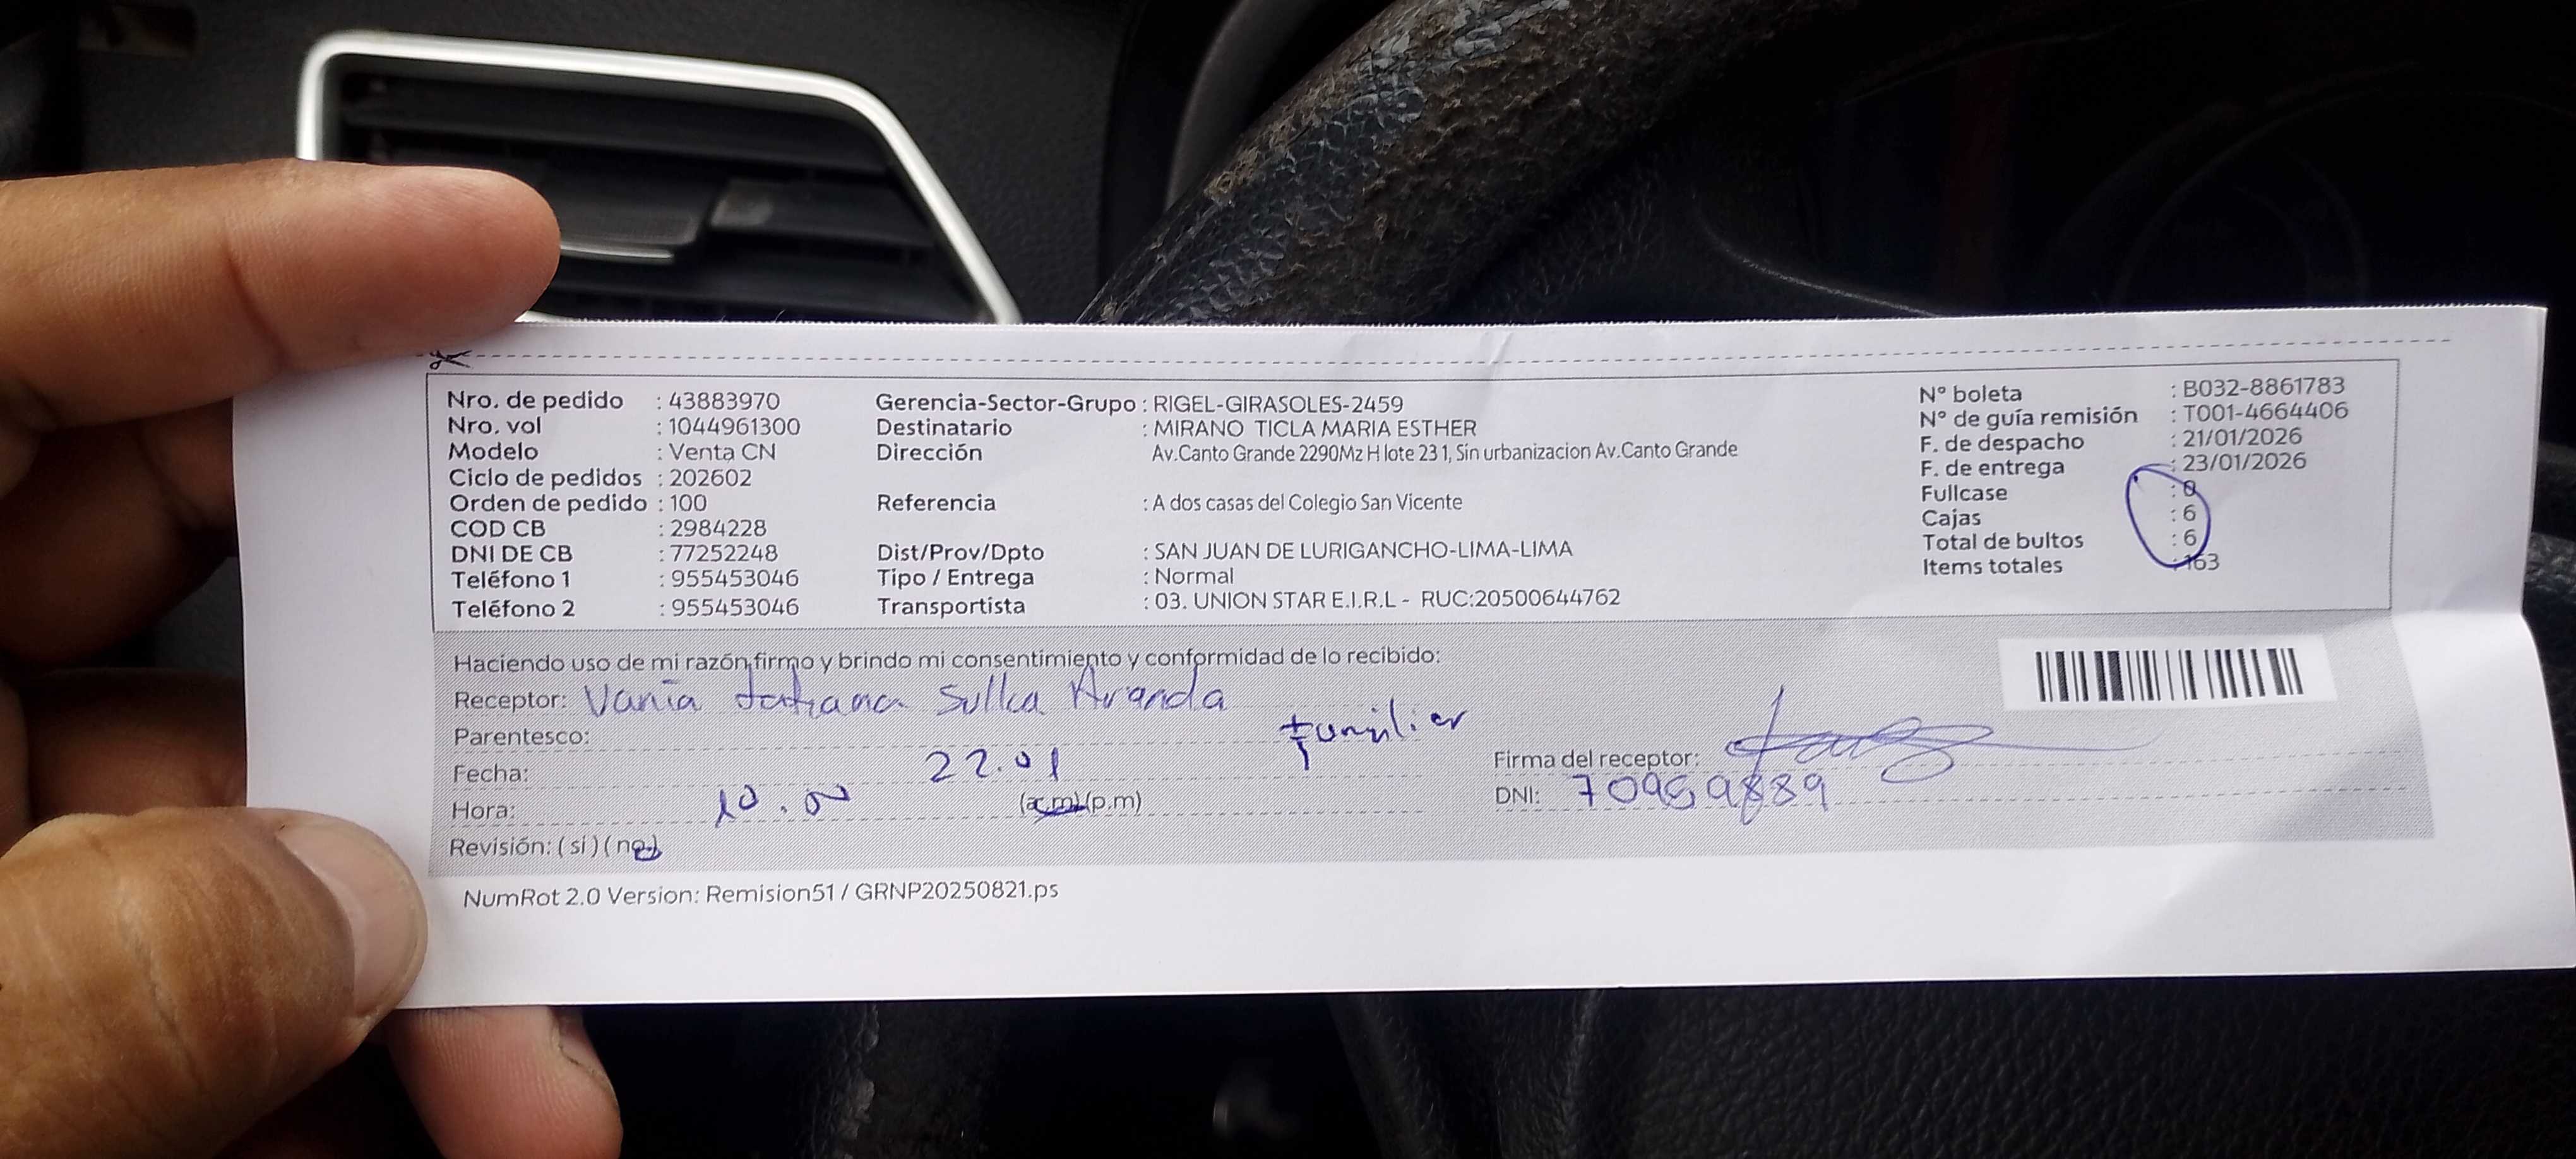 Nro. de pedido : 43883970
Nro. vol : 1044961300
Modelo : Venta CN
Ciclo de pedidos : 202602
Orden de pedido : 100
COD CB : 2984228
DNI DE CB : 77252248
Teléfono 1 : 955453046
Teléfono 2 : 955453046
Gerencia-Sector-Grupo : RIGEL-GIRASOLES-2459
Destinatario : MIRANO TICLA MARIA ESTHER
Dirección Av.Canto Grande 2290Mz H lote 23 1, Sin urbanizacion Av.Canto Grande
Referencia : A dos casas del Colegio San Vicente
Dist/Prov/Dpto : SAN JUAN DE LURIGANCHO-LIMA-LIMA
Tipo / Entrega : Normal
Transportista : 03. UNION STAR E.I.R.L - RUC:20500644762
N° boleta : B032-8861783
N° de guía remisión : T001-4664406
F. de despacho : 21/01/2026
F. de entrega : 23/01/2026
Fullcase : 0
Cajas : 6
Total de bultos : 6
Items totales : 163
Haciendo uso de mi razón,firmo y brindo mi consentimiento y conformidad de lo recibido:
Receptor: Vania Tatiana Sullca Aranda
Parentesco: Familiar
Fecha: 22.01
Hora: 10.00 (a.m) (p.m)
Revisión: ( si ) ( no )
Firma del receptor:
DNI:
NumRot 2.0 Version: Remision51 / GRNP20250821.ps